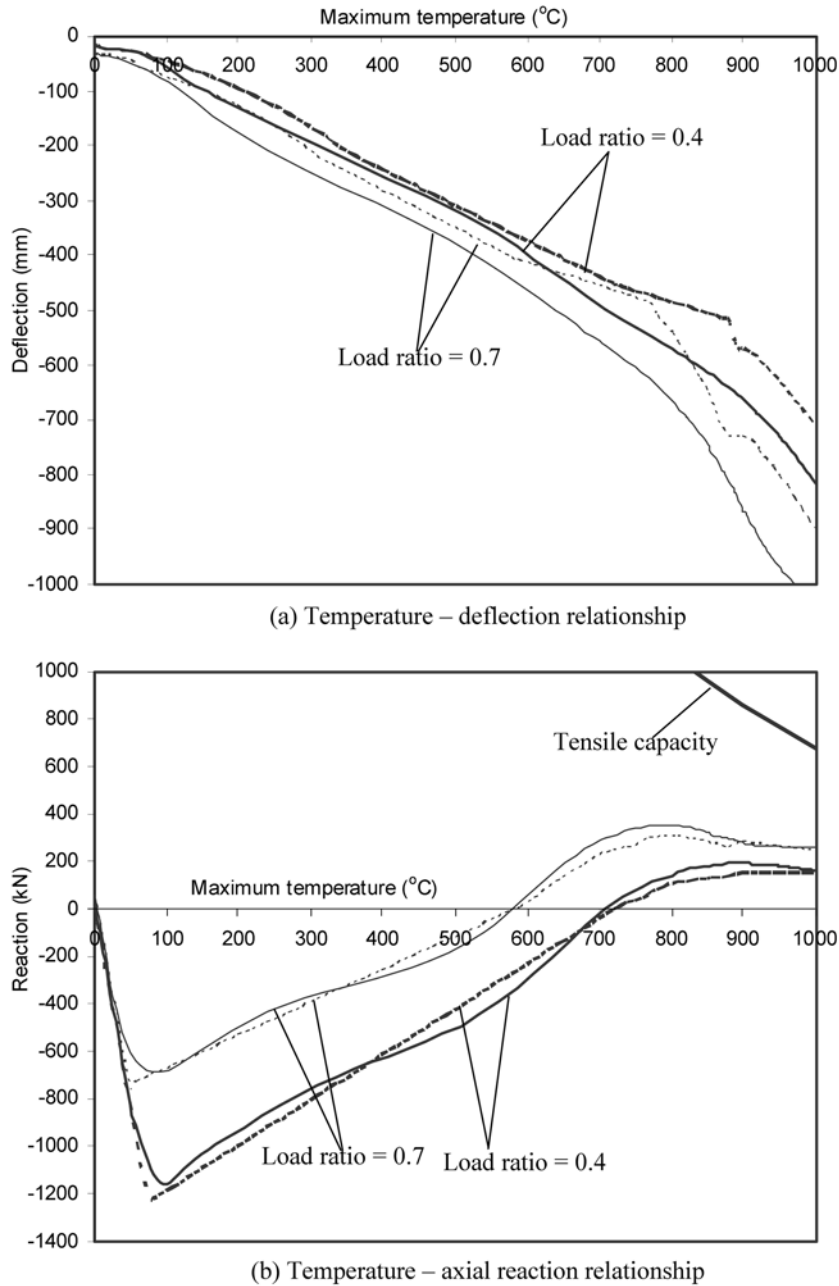 Maximum temperature (°C)
0
0 100 200 300 400 500 600 700 800 900 1000
-100
-200
-300
-400
-500
-600
-700
-800
-900
-1000
Deflection (mm)
Load ratio = 0.4
Load ratio = 0.7
(a) Temperature – deflection relationship
1000
800
600
400
200
0
-200
-400
-600
-800
-1000
-1200
-1400
Reaction (kN)
Tensile capacity
Maximum temperature (°C)
0 100 200 300 400 500 600 700 800 900 1000
Load ratio = 0.7 Load ratio = 0.4
(b) Temperature – axial reaction relationship